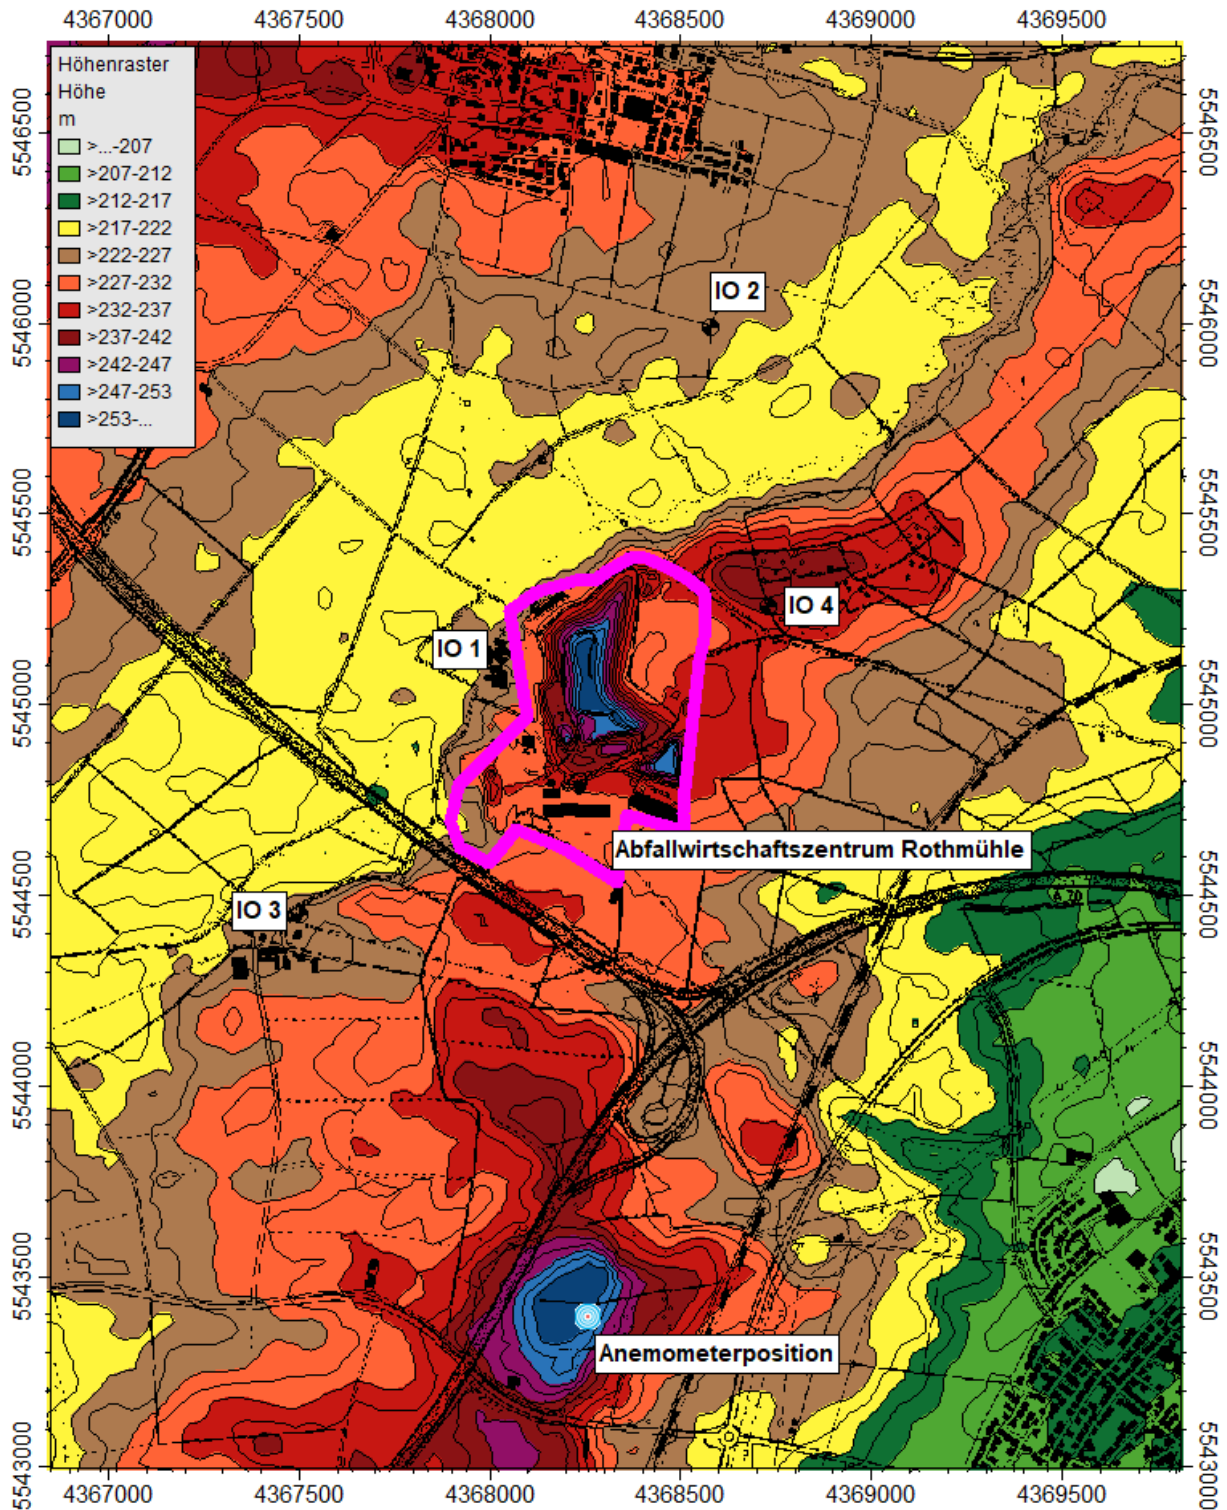 4367000 4367500 4368000 4368500 4369000 4369500
Höhenraster
Höhe
m
>...-207
>207-212
>212-217
>217-222
>222-227
>227-232
>232-237
>237-242
>242-247
>247-253
>253-...
5546500
5546000
5545500
5545000
5544500
5544000
5543500
5543000
IO 2
IO 4
IO 1
Abfallwirtschaftszentrum Rothmühle
IO 3
A 70
Anemometerposition
5546500
5546000
5545500
5545000
5544500
5544000
5543500
5543000
4367000 4367500 4368000 4368500 4369000 4369500